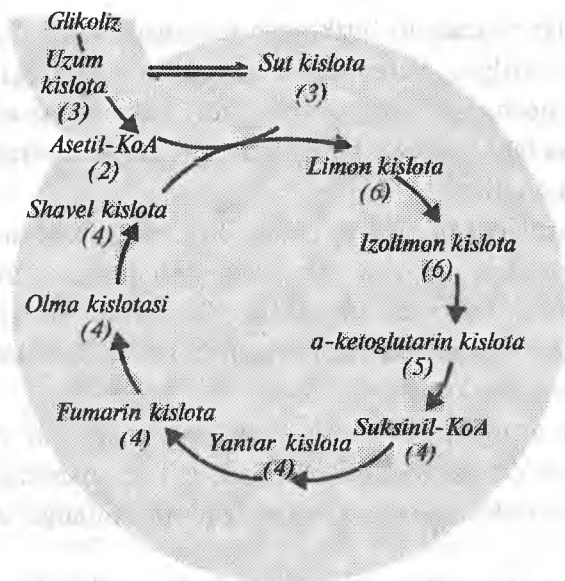 Glikoliz
Uzum
kislota
(3)
Sut kislota
(3)
Asetil-KoA
(2)
Limon kislota
(6)
Izolimon kislota
(6)
a-ketoglutarin kislota
(5)
Suksinil-KoA
(4)
Yantar kislota
(4)
Fumarin kislota
(4)
Olma kislotasi
(4)
Shavel kislota
(4)